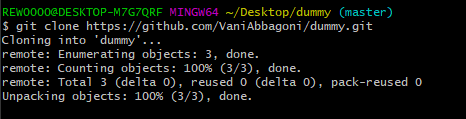 REWOOOO@DESKTOP-M7G7QRF MINGW64 ~/Desktop/dummy (master)
$ git clone https://github.com/VaniAbbagoni/dummy.git
Cloning into 'dummy'...
remote: Enumerating objects: 3, done.
remote: Counting objects: 100% (3/3), done.
remote: Total 3 (delta 0), reused 0 (delta 0), pack-reused 0
Unpacking objects: 100% (3/3), done.